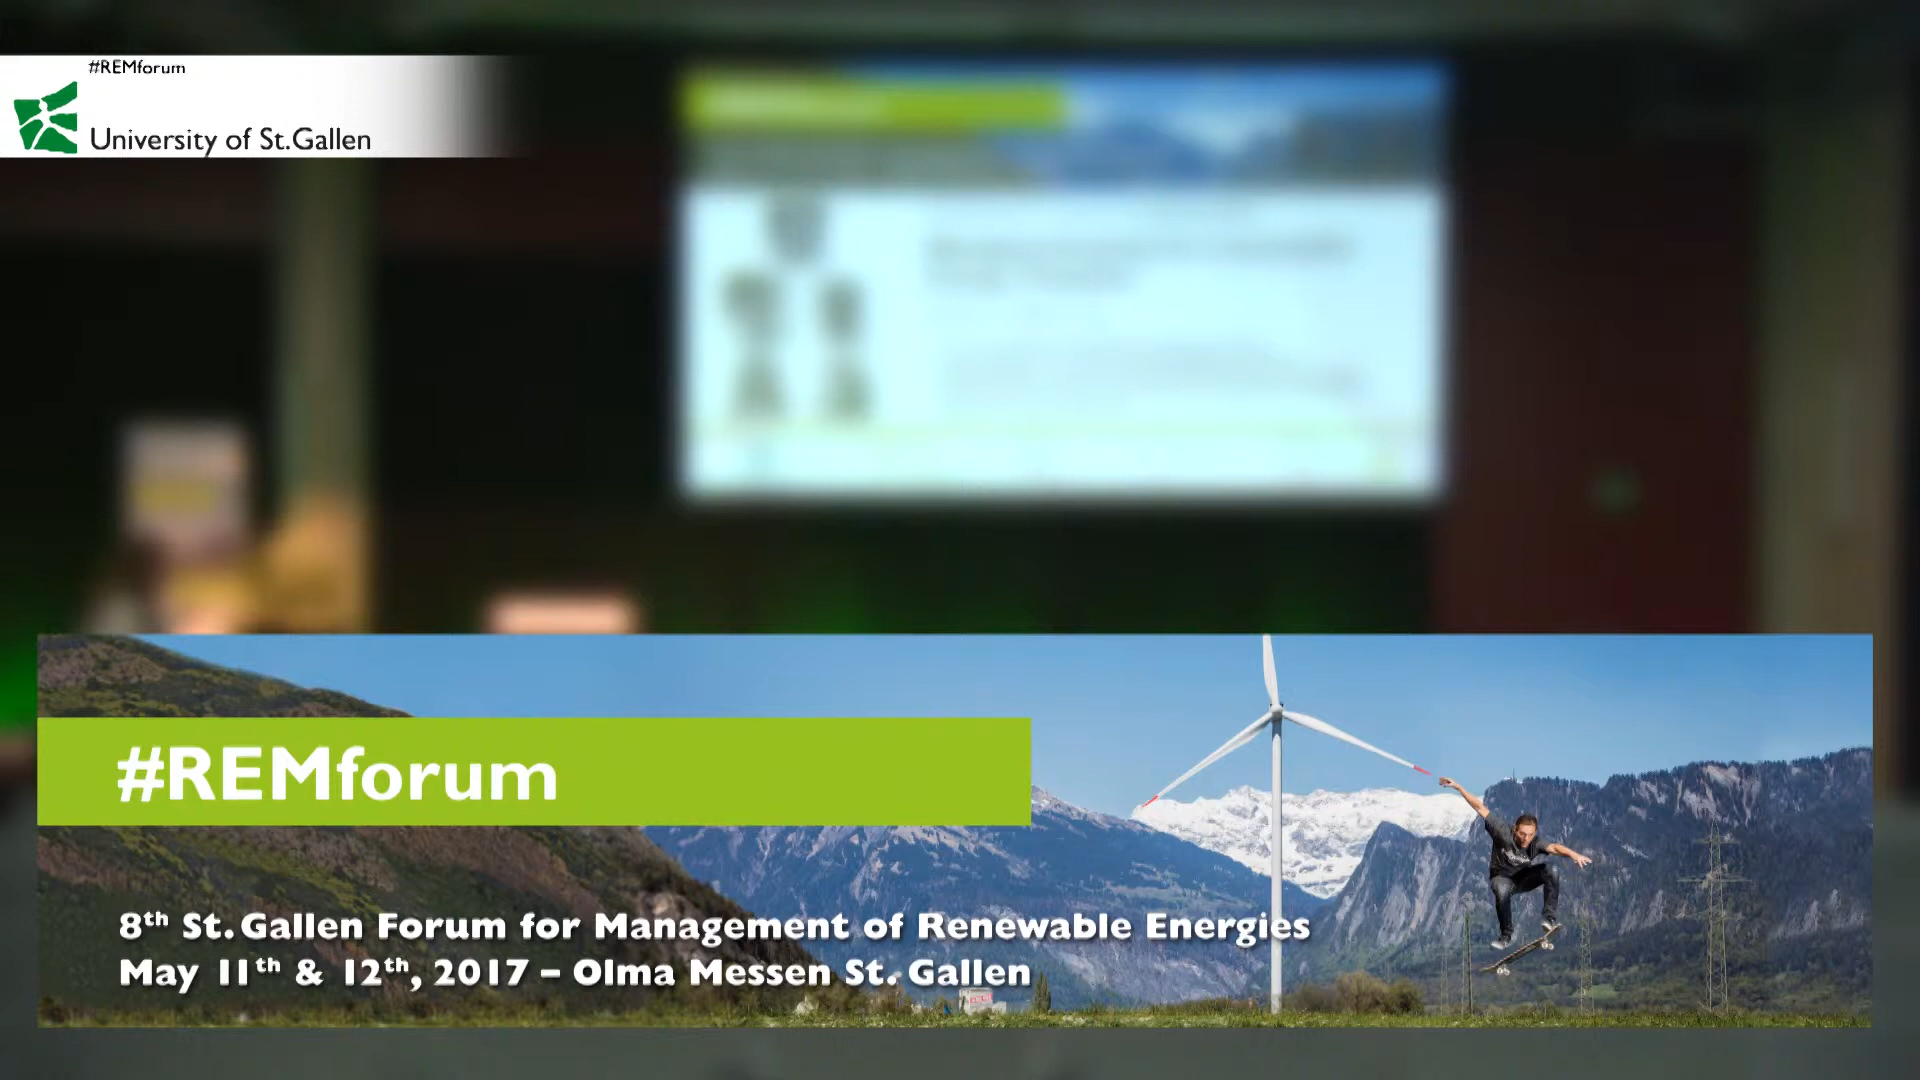 #REMforum
University of St.Gallen
#REMforum
8th St. Gallen Forum for Management of Renewable Energies
May 11th & 12th, 2017 – Olma Messen St. Gallen